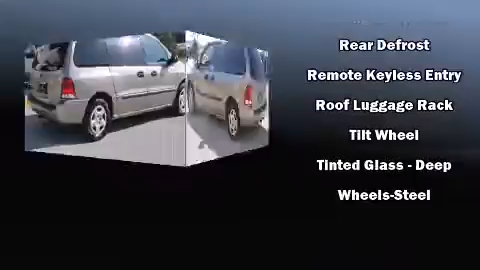 Rear Defrost
Remote Keyless Entry
Roof Luggage Rack
Tilt Wheel
Tinted Glass - Deep
Wheels-Steel